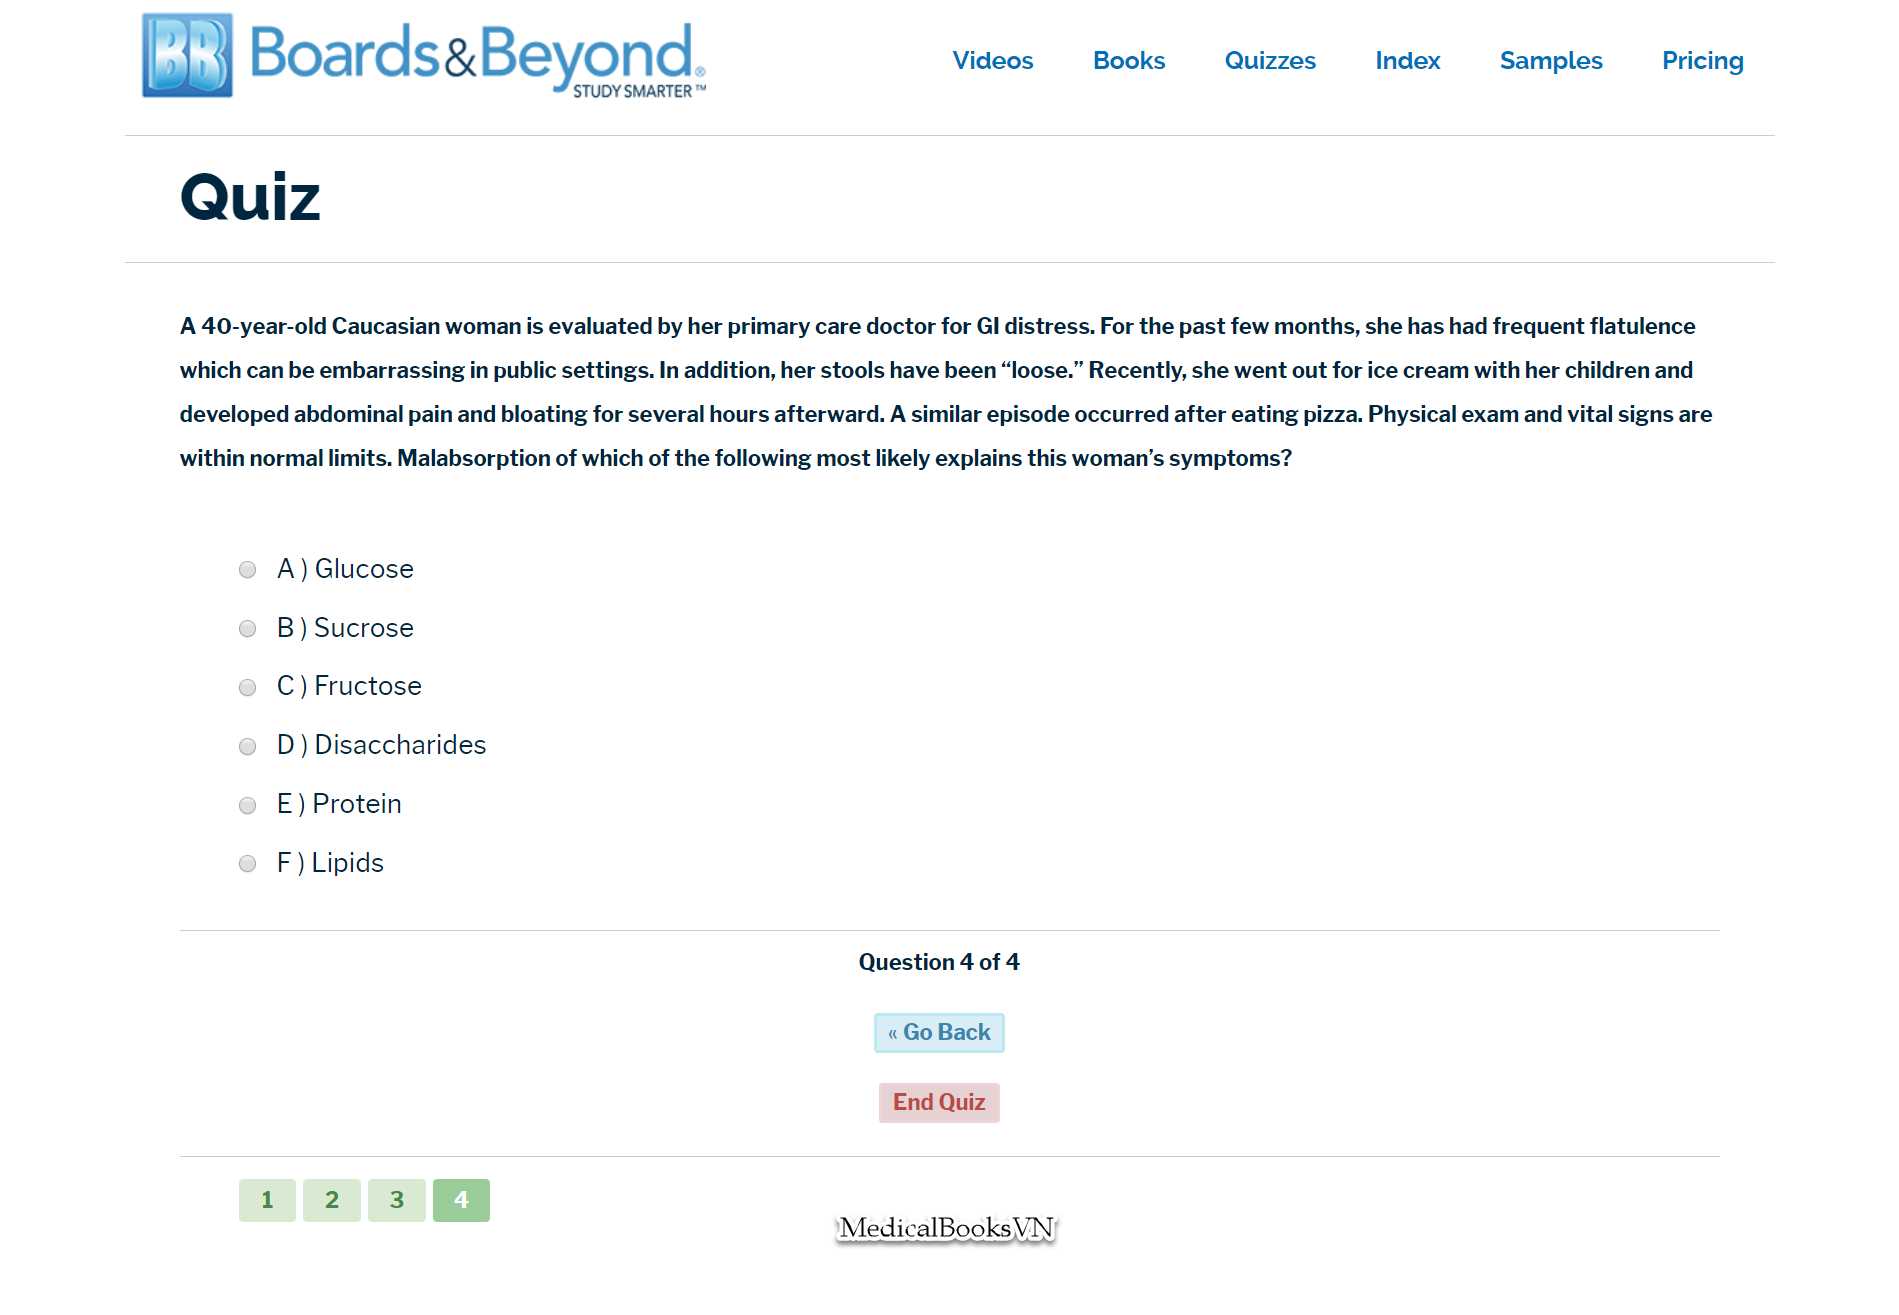 BB Boards&Beyond®
STUDY SMARTER™
Videos Books Quizzes Index Samples Pricing
Quiz
A 40-year-old Caucasian woman is evaluated by her primary care doctor for GI distress. For the past few months, she has had frequent flatulence
which can be embarrassing in public settings. In addition, her stools have been “loose.” Recently, she went out for ice cream with her children and
developed abdominal pain and bloating for several hours afterward. A similar episode occurred after eating pizza. Physical exam and vital signs are
within normal limits. Malabsorption of which of the following most likely explains this woman’s symptoms?
A ) Glucose
B ) Sucrose
C ) Fructose
D ) Disaccharides
E ) Protein
F ) Lipids
Question 4 of 4
« Go Back
End Quiz
1 2 3 4
MedicalBooksVN